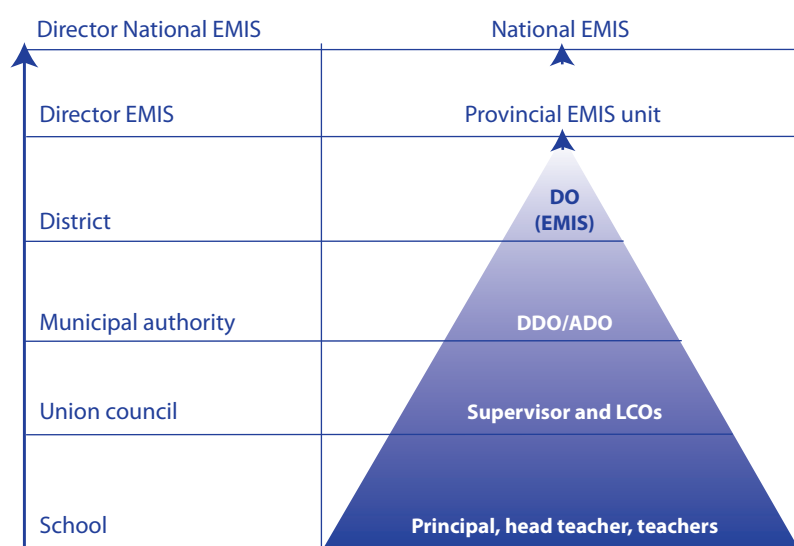 Director National EMIS
National EMIS
Director EMIS
Provincial EMIS unit
District
DO
(EMIS)
Municipal authority
DDO/ADO
Union council
Supervisor and LCOs
School
Principal, head teacher, teachers